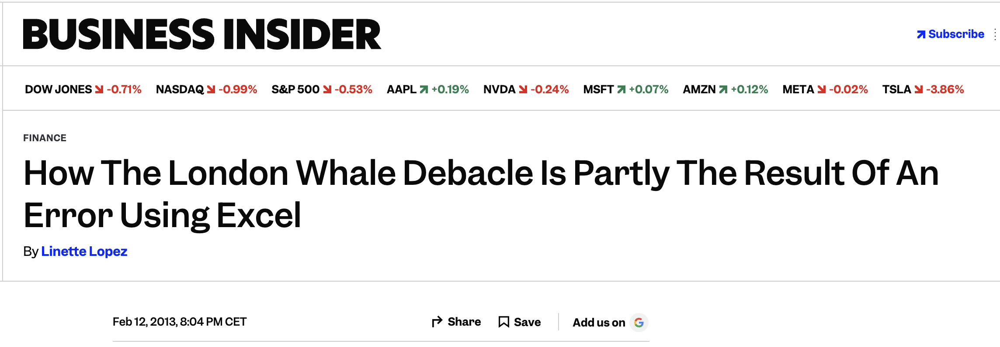 BUSINESS INSIDER
Subscribe
DOW JONES -0.71% NASDAQ -0.99% S&P 500 -0.53% AAPL +0.19% NVDA -0.24% MSFT +0.07% AMZN +0.12% META -0.02% TSLA -3.86%
FINANCE
How The London Whale Debacle Is Partly The Result Of An
Error Using Excel
By Linette Lopez
Feb 12, 2013, 8:04 PM CET
Share Save Add us on G